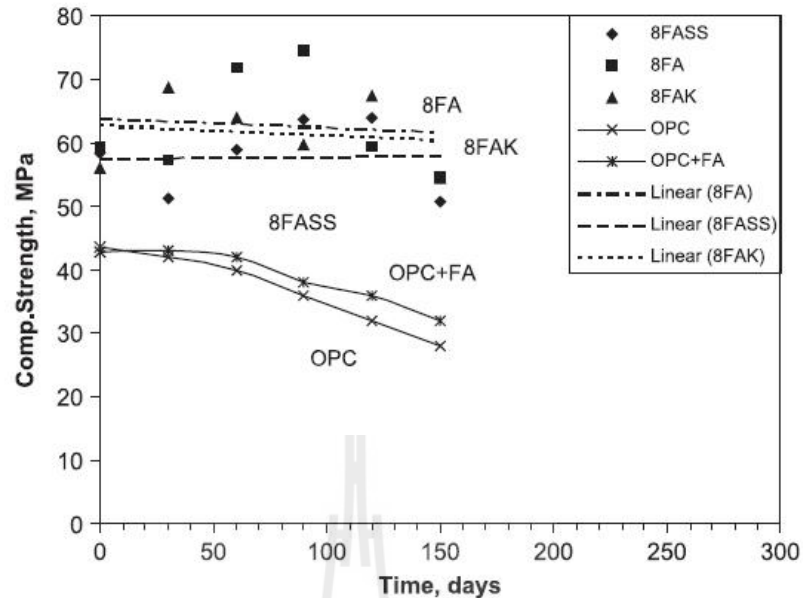 80
70
60
50
40
30
20
10
0
Comp.Strength, MPa
8FA
8FAK
8FASS
OPC+FA
OPC
8FASS
8FA
8FAK
OPC
OPC+FA
Linear (8FA)
Linear (8FASS)
Linear (8FAK)
0 50 100 150 200 250 300
Time, days